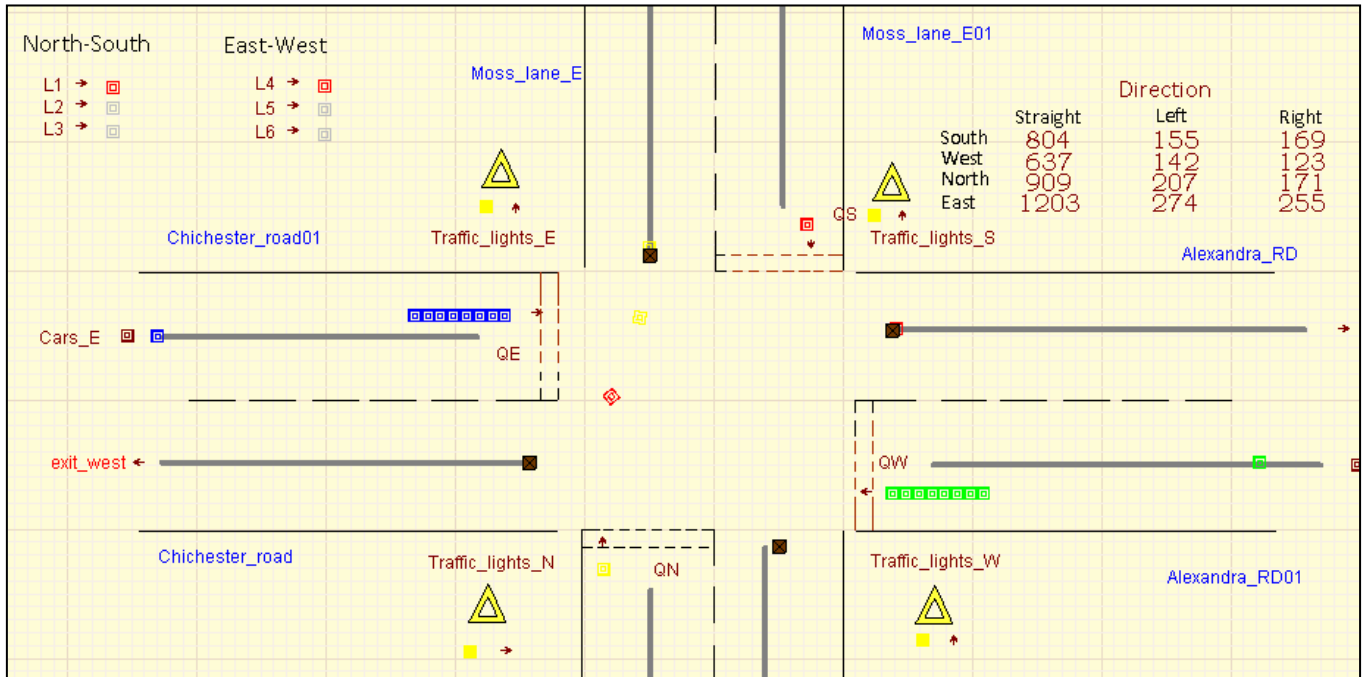 North-South
East-West
L1
L2
L3
L4
L5
L6
Moss_lane_E
Moss_lane_E01
Direction
Straight Left Right
South 804 155 169
West 637 142 123
North 909 207 171
East 1203 274 255
QS
Chichester_road01
Traffic_lights_E
Traffic_lights_S
Alexandra_RD
Cars_E
QE
exit_west
QW
Chichester_road
Traffic_lights_N
QN
Traffic_lights_W
Alexandra_RD01